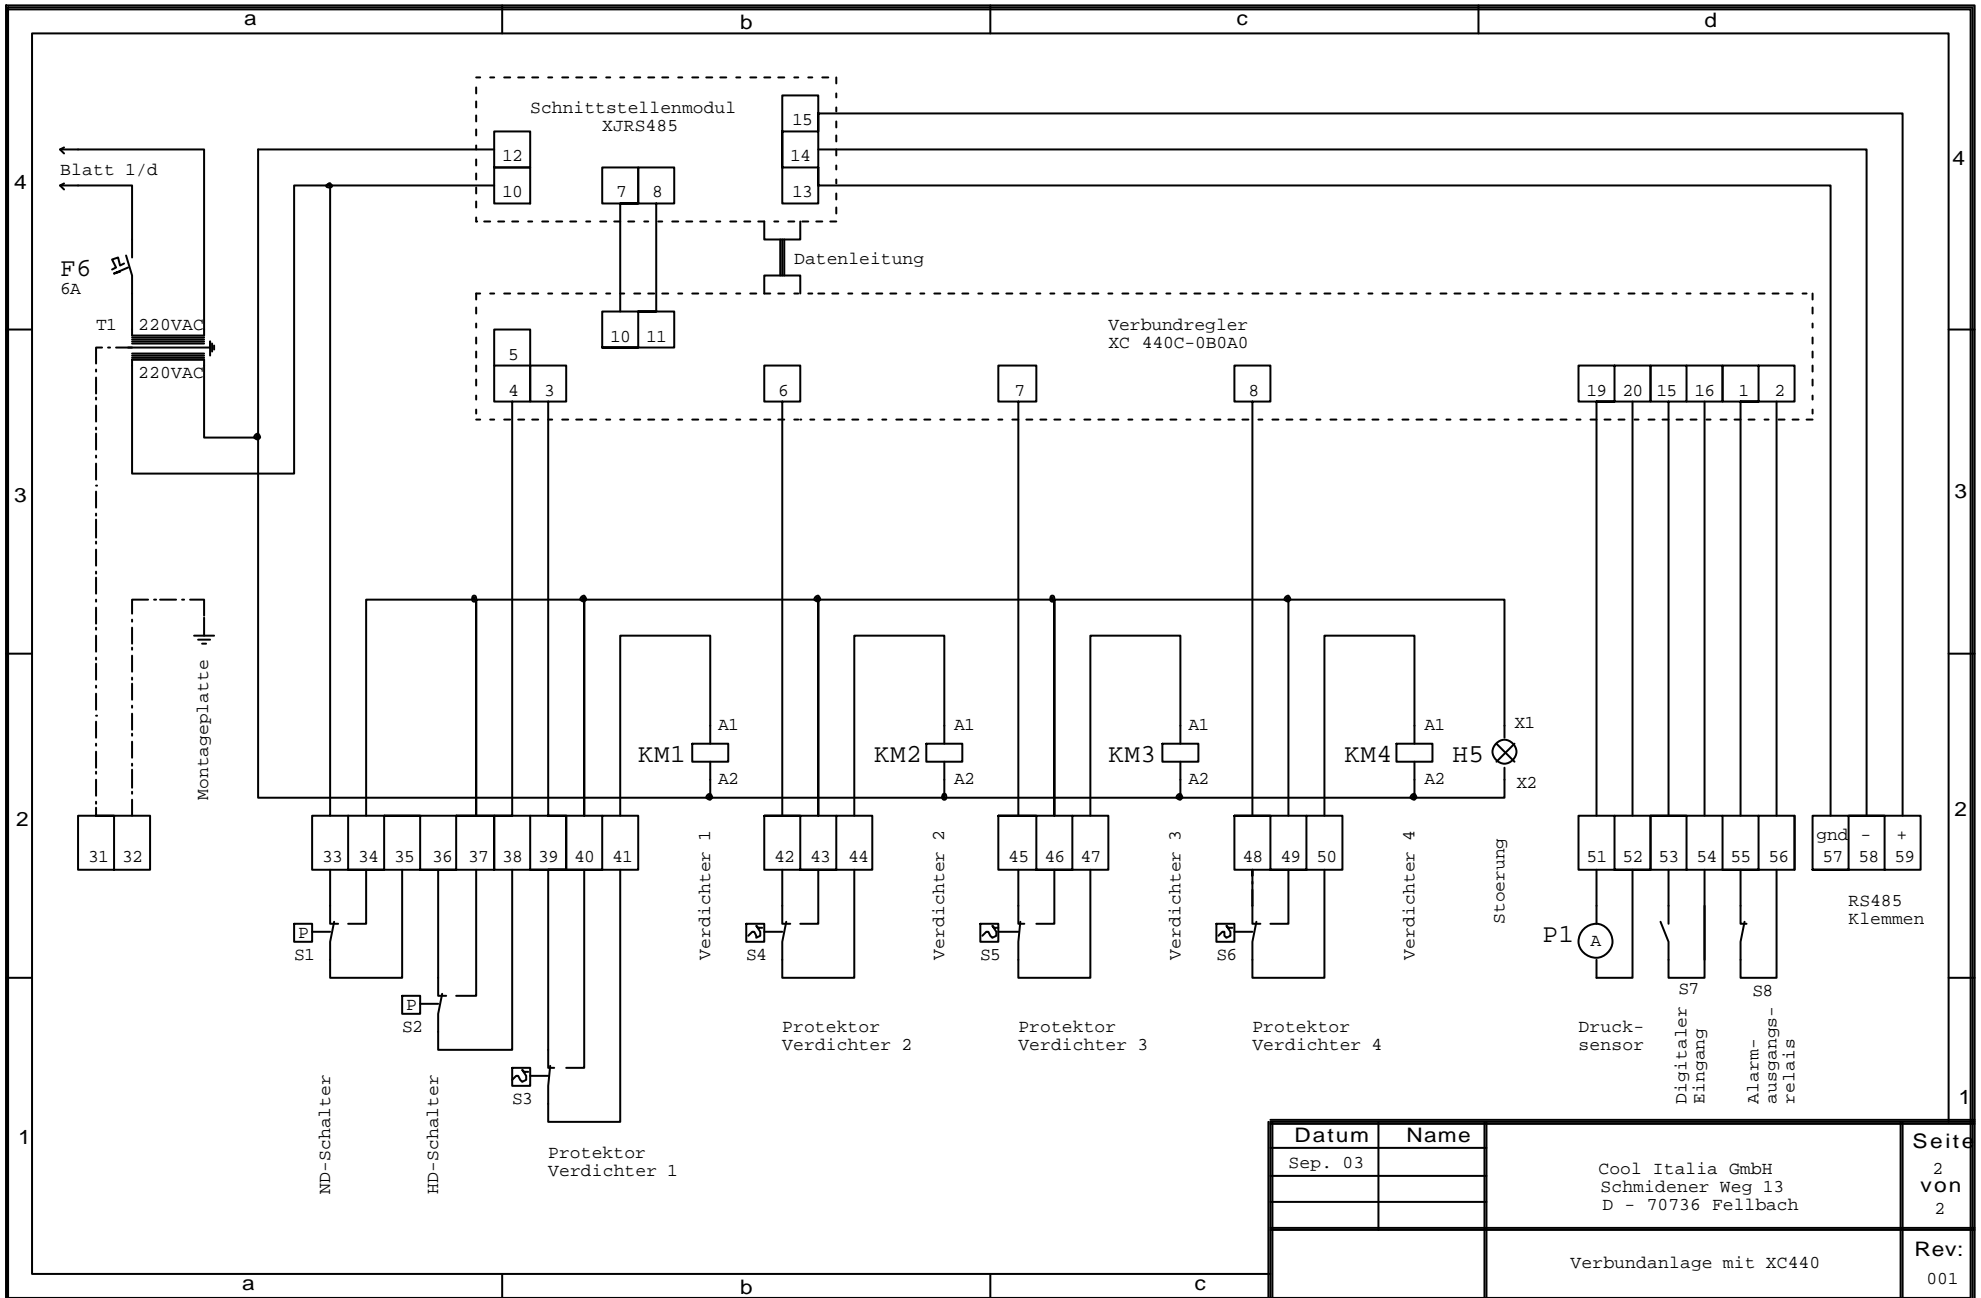 a b c d
Schnittstellenmodul
XJRS485
15
12 14
10 7 8 13
4 Blatt 1/d 4
F6
6A
Datenleitung
T1 220VAC
220VAC
10 11
Verbundregler
XC 440C-0B0A0
5
4 3 6 7 8 19 20 15 16 1 2
3 3
Montageplatte
A1 A1 A1 A1 X1
KM1 KM2 KM3 KM4 H5
A2 A2 A2 A2 X2
2 2
gnd - +
31 32 33 34 35 36 37 38 39 40 41 42 43 44 45 46 47 48 49 50 51 52 53 54 55 56 57 58 59
Verdichter 1
Verdichter 2
Verdichter 3
Verdichter 4
Stoerung
RS485
Klemmen
P
S1
S4
S5
S6
P1 A
S7
S8
P
S2
S3
Protektor
Verdichter 2
Protektor
Verdichter 3
Protektor
Verdichter 4
Druck-
sensor
Digitaler
Eingang
Alarm-
ausgangs-
relais
ND-Schalter
HD-Schalter
Protektor
Verdichter 1
1 1
Datum Name
Sep. 03
Cool Italia GmbH
Schmidener Weg 13
D - 70736 Fellbach
Seite
2
von
2
Verbundanlage mit XC440
Rev:
001
a b c